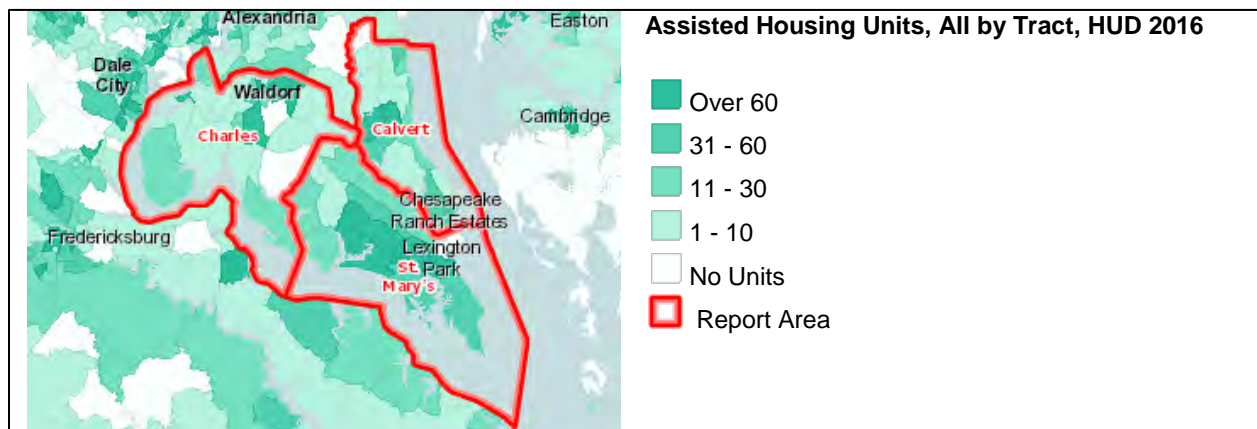 Assisted Housing Units, All by Tract, HUD 2016
Alexandria
Easton
Dale
City
Waldorf
Cambridge
Charles
Calvert
Chesapeake
Ranch Estates
Fredericksburg
Lexington
St. Park
Mary's
Over 60
31 - 60
11 - 30
1 - 10
No Units
Report Area